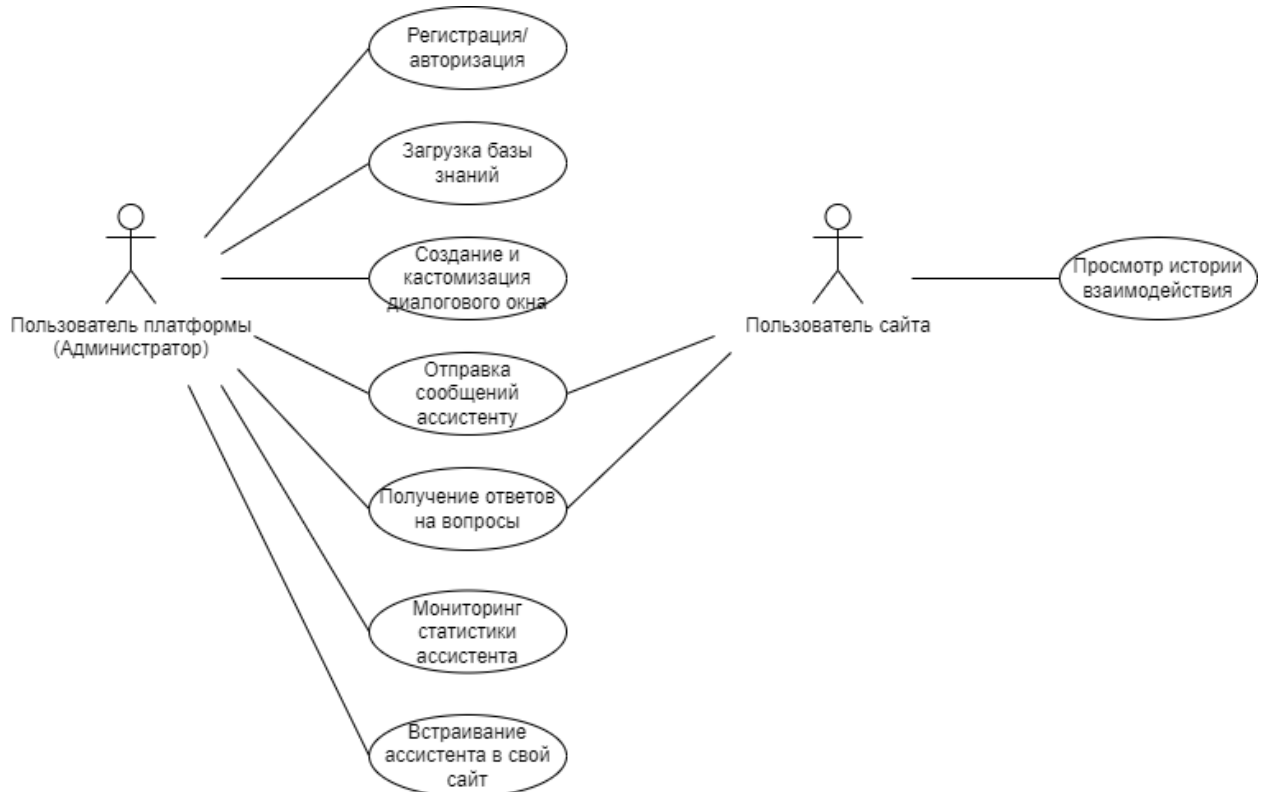 Регистрация/
авторизация
Загрузка базы
знаний
Создание и
кастомизация
диалогового окна
Пользователь платформы
(Администратор)
Пользователь сайта
Просмотр истории
взаимодействия
Отправка
сообщений
ассистенту
Получение ответов
на вопросы
Мониторинг
статистики
ассистента
Встраивание
ассистента в свой
сайт